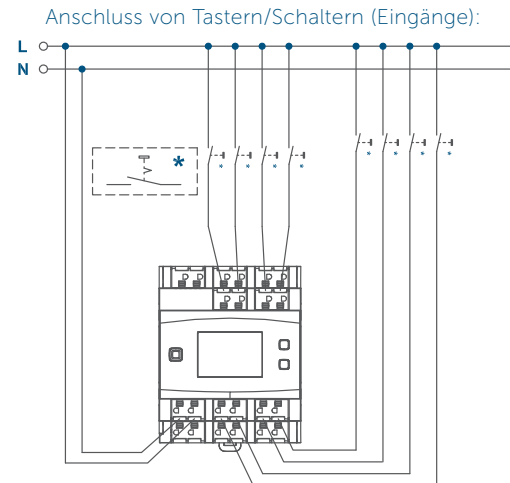 Anschluss von Tastern/Schaltern (Eingänge):
L
N
*
* * * *
* * * *